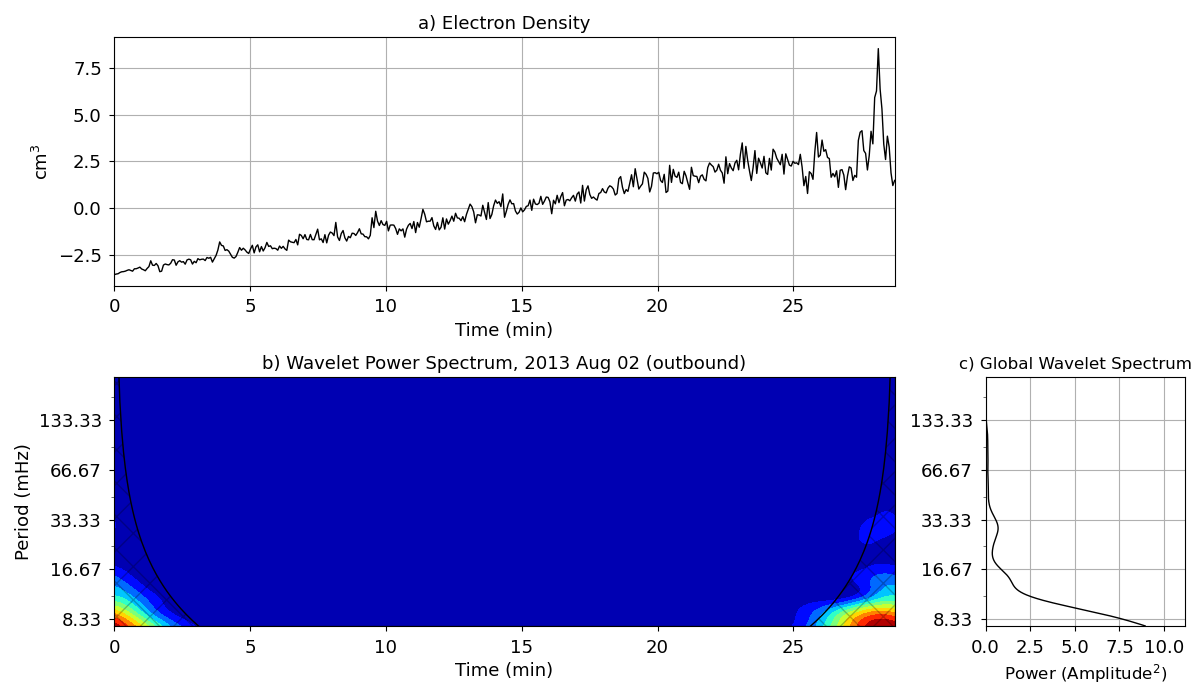 a) Electron Density
cm³
7.5
5.0
2.5
0.0
−2.5
0 5 10 15 20 25
Time (min)
b) Wavelet Power Spectrum, 2013 Aug 02 (outbound)
Period (mHz)
133.33
66.67
33.33
16.67
8.33
0 5 10 15 20 25
Time (min)
c) Global Wavelet Spectrum
133.33
66.67
33.33
16.67
8.33
0.0 2.5 5.0 7.5 10.0
Power (Amplitude²)